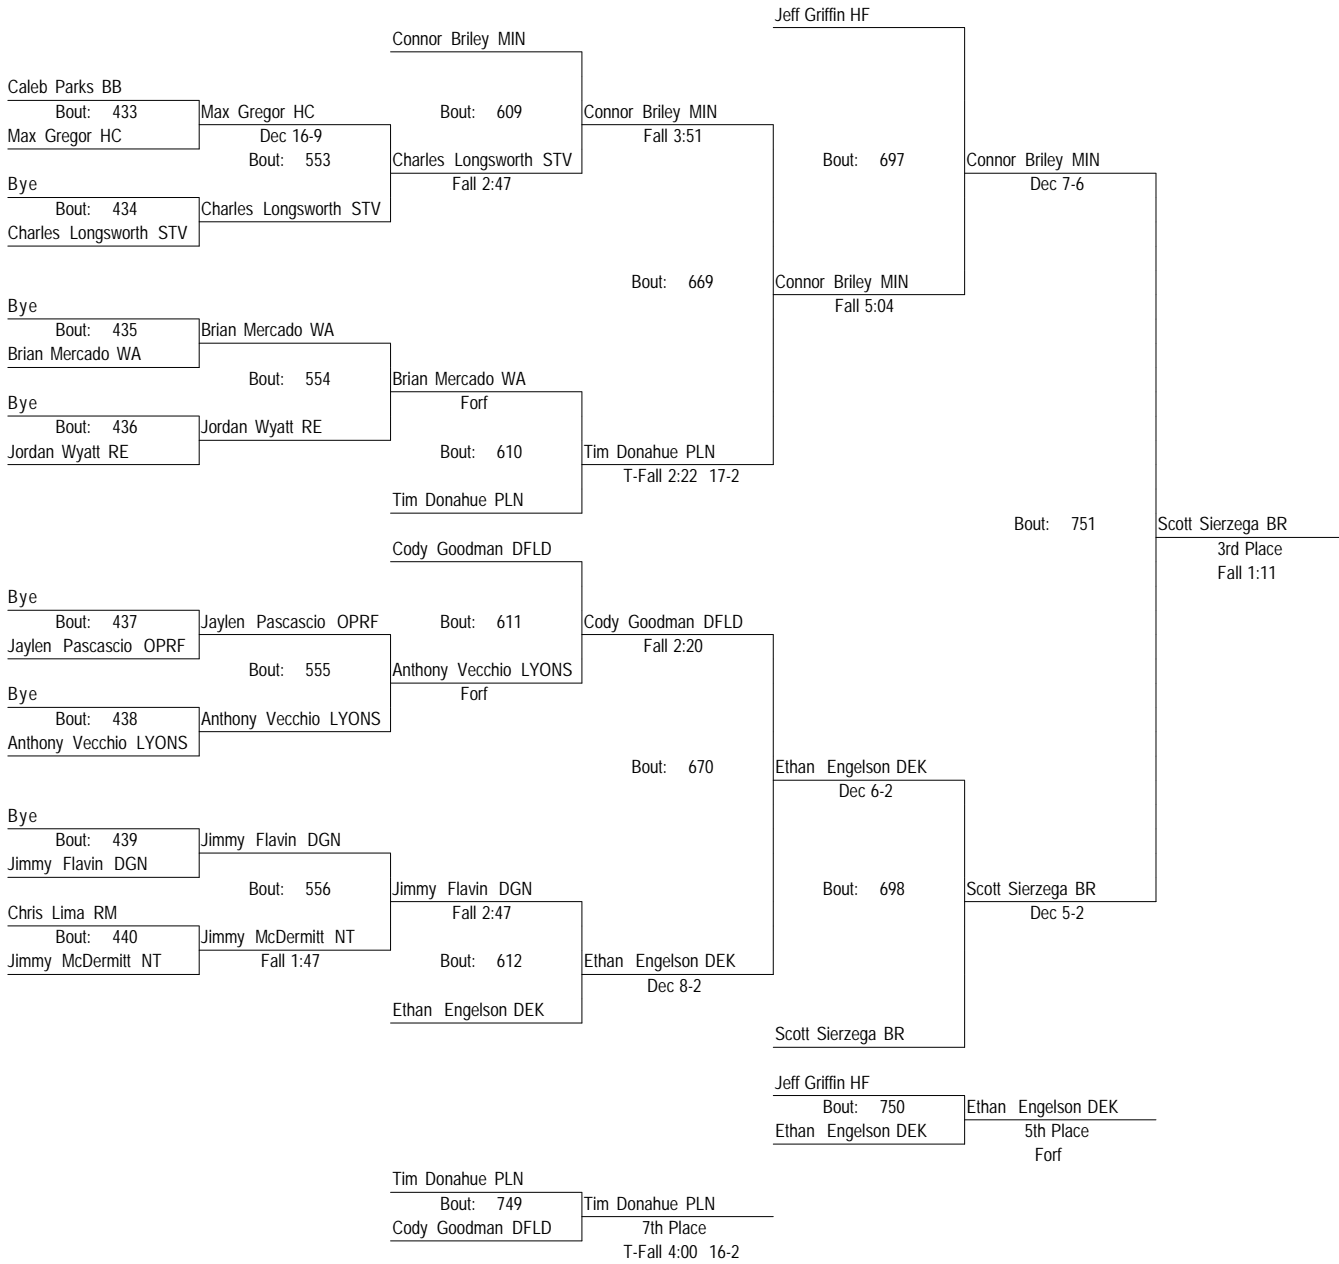 Jeff Griffin HF
Connor Briley MIN
Caleb Parks BB
Bout: 433
Max Gregor HC
Max Gregor HC
Dec 16-9
Bout: 609
Connor Briley MIN
Fall 3:51
Bout: 553
Charles Longsworth STV
Fall 2:47
Bout: 697
Connor Briley MIN
Dec 7-6
Bye
Bout: 434
Charles Longsworth STV
Charles Longsworth STV
Bout: 669
Connor Briley MIN
Fall 5:04
Bye
Bout: 435
Brian Mercado WA
Brian Mercado WA
Bout: 554
Brian Mercado WA
Forf
Bye
Bout: 436
Jordan Wyatt RE
Jordan Wyatt RE
Bout: 610
Tim Donahue PLN
T-Fall 2:22 17-2
Tim Donahue PLN
Bout: 751
Scott Sierzega BR
3rd Place
Fall 1:11
Cody Goodman DFLD
Bye
Bout: 437
Jaylen Pascascio OPRF
Jaylen Pascascio OPRF
Bout: 611
Cody Goodman DFLD
Fall 2:20
Bout: 555
Anthony Vecchio LYONS
Forf
Bye
Bout: 438
Anthony Vecchio LYONS
Anthony Vecchio LYONS
Bout: 670
Ethan Engelson DEK
Dec 6-2
Bye
Bout: 439
Jimmy Flavin DGN
Jimmy Flavin DGN
Bout: 556
Jimmy Flavin DGN
Fall 2:47
Bout: 698
Scott Sierzega BR
Dec 5-2
Chris Lima RM
Bout: 440
Jimmy McDermitt NT
Jimmy McDermitt NT
Fall 1:47
Bout: 612
Ethan Engelson DEK
Dec 8-2
Ethan Engelson DEK
Scott Sierzega BR
Jeff Griffin HF
Bout: 750
Ethan Engelson DEK
Ethan Engelson DEK
5th Place
Forf
Tim Donahue PLN
Bout: 749
Cody Goodman DFLD
Tim Donahue PLN
7th Place
T-Fall 4:00 16-2